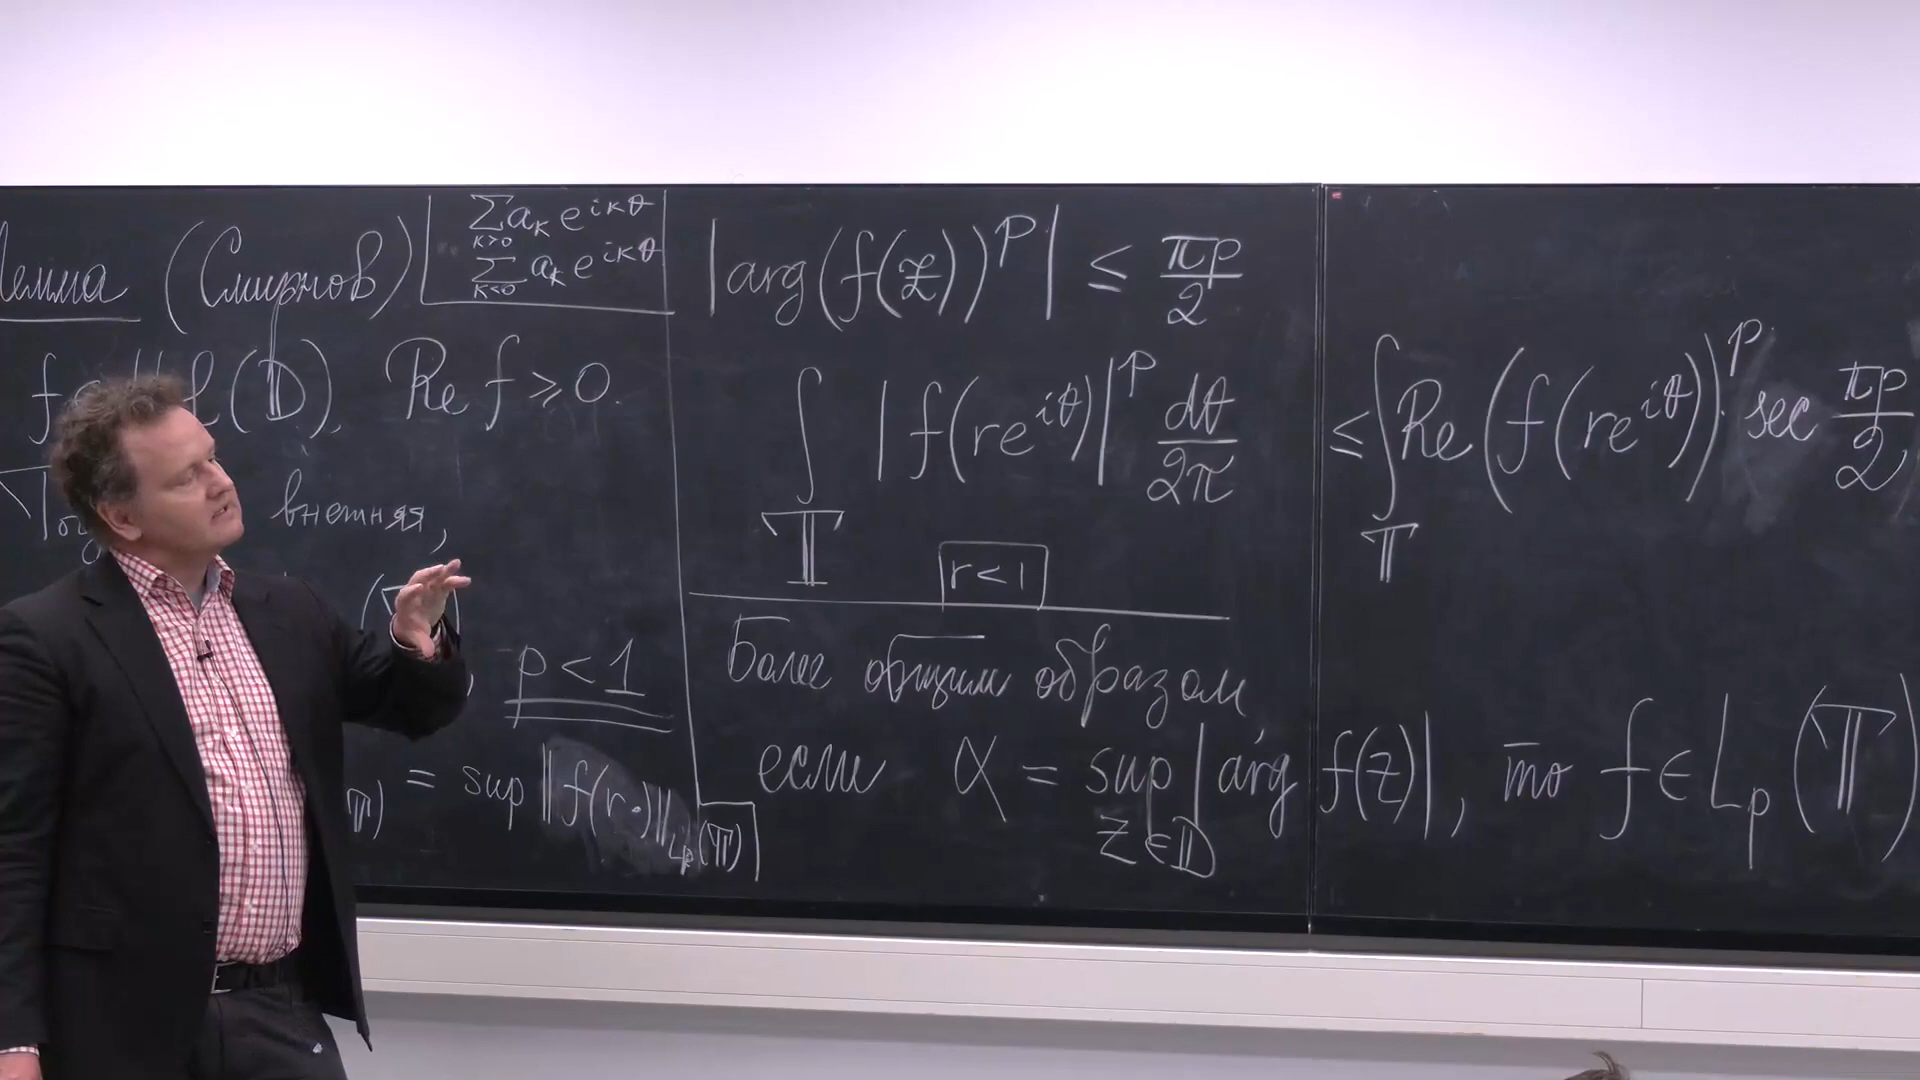 Лемма (Смирнов)
∑ a_k e^{ikθ}
k>0
∑ a_k e^{ikθ}
k<0
(𝔻). Re f ⩾ 0.
внешняя,
(𝕋)
p < 1
𝕋) = sup ‖f(r·)‖_{L_p(𝕋)}
|arg(f(z))^p| ≤ πp/2
∫_𝕋 |f(re^{iθ})|^p dθ/2π
r<1
≤ ∫_𝕋 Re(f(re^{iθ}))^p · sec πp/2
Более общим образом
если α = sup_{z∈𝔻} |arg f(z)|, то f ∈ L_p(𝕋)